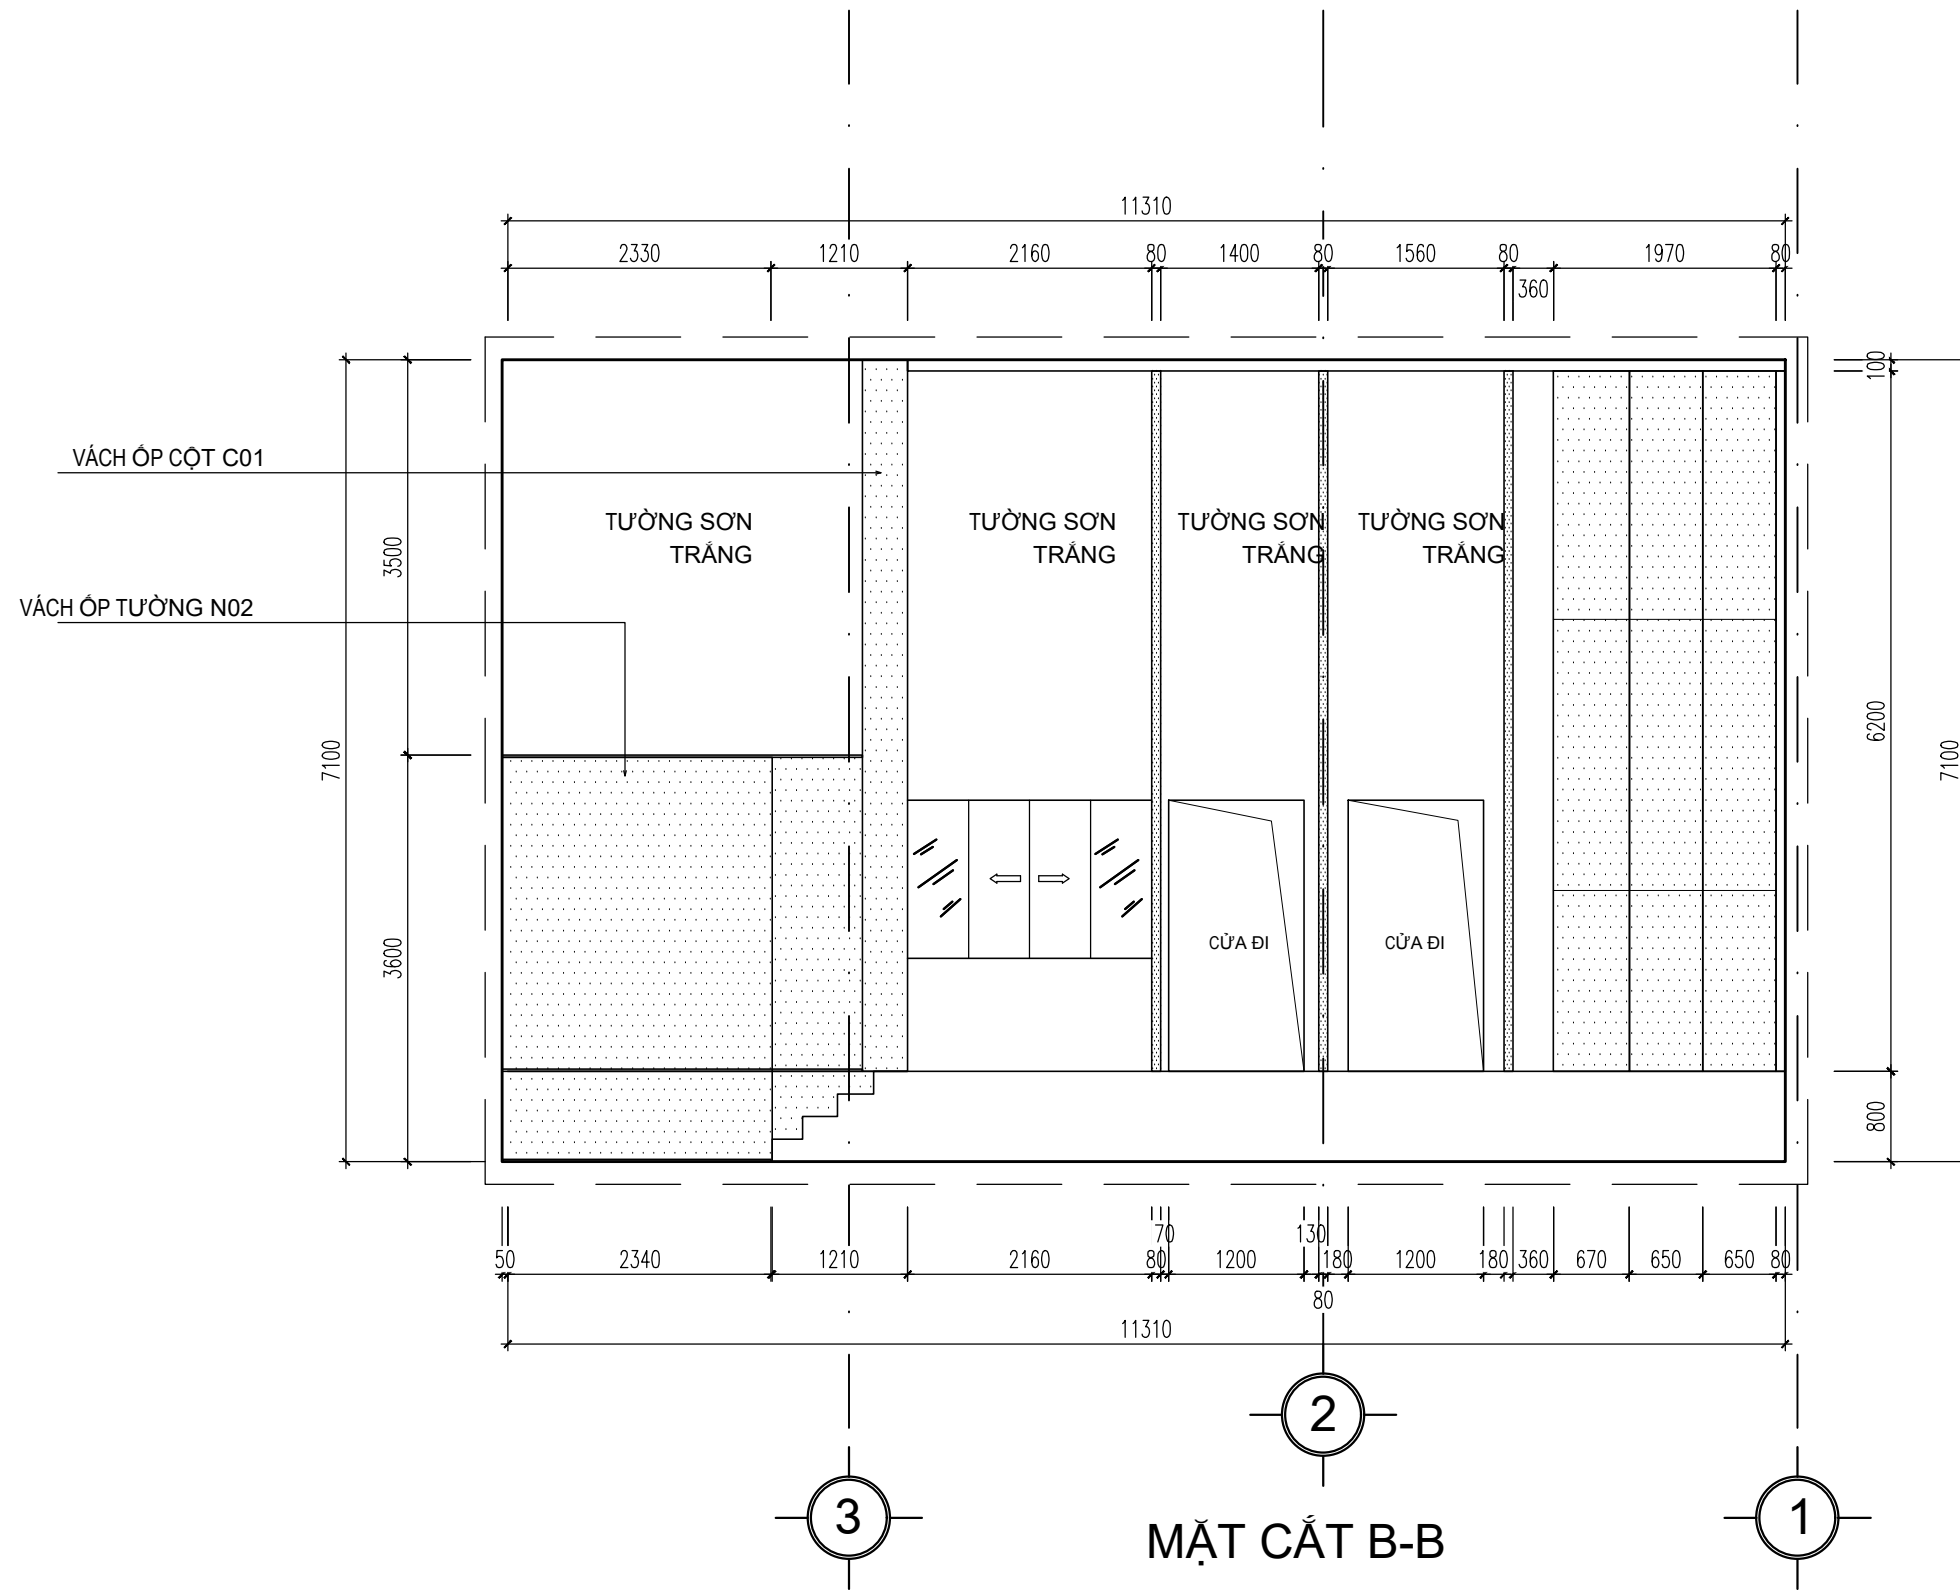 11310
2330 1210 2160 80 1400 80 1560 80 1970 80
360
100
VÁCH ỐP CỘT C01
TƯỜNG SƠN
TRẮNG
TƯỜNG SƠN
TRẮNG
TƯỜNG SƠN
TRẮNG
TƯỜNG SƠN
TRẮNG
3500
VÁCH ỐP TƯỜNG N02
7100
6200
7100
3600
CỬA ĐI
CỬA ĐI
800
70 130
50 2340 1210 2160 80 1200 180 1200 180 360 670 650 650 80
80
11310
2
3
1
MẶT CẮT B-B